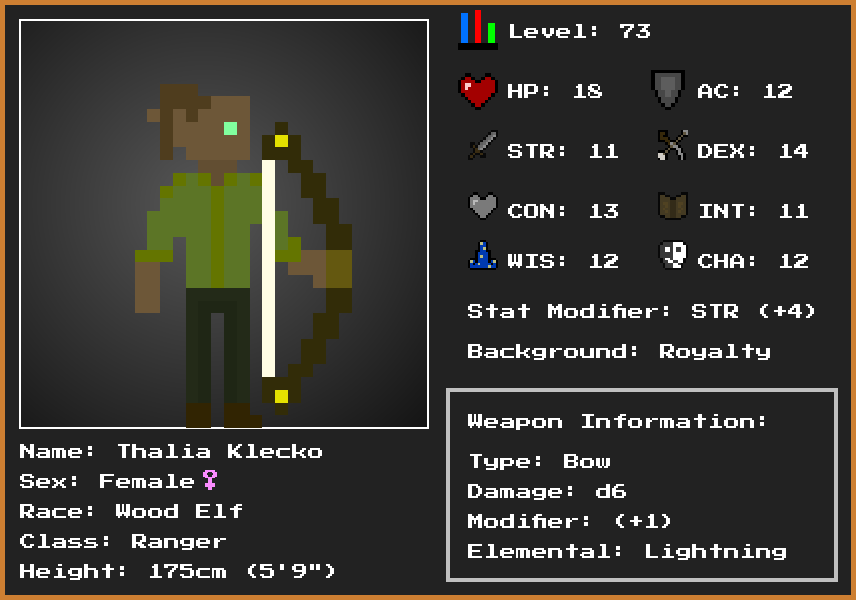 Level: 73
HP: 18 AC: 12
STR: 11 DEX: 14
CON: 13 INT: 11
WIS: 12 CHA: 12
Stat Modifier: STR (+4)
Background: Royalty
Weapon Information:
Type: Bow
Damage: d6
Modifier: (+1)
Elemental: Lightning
Name: Thalia Klecko
Sex: Female♀
Race: Wood Elf
Class: Ranger
Height: 175cm (5'9")